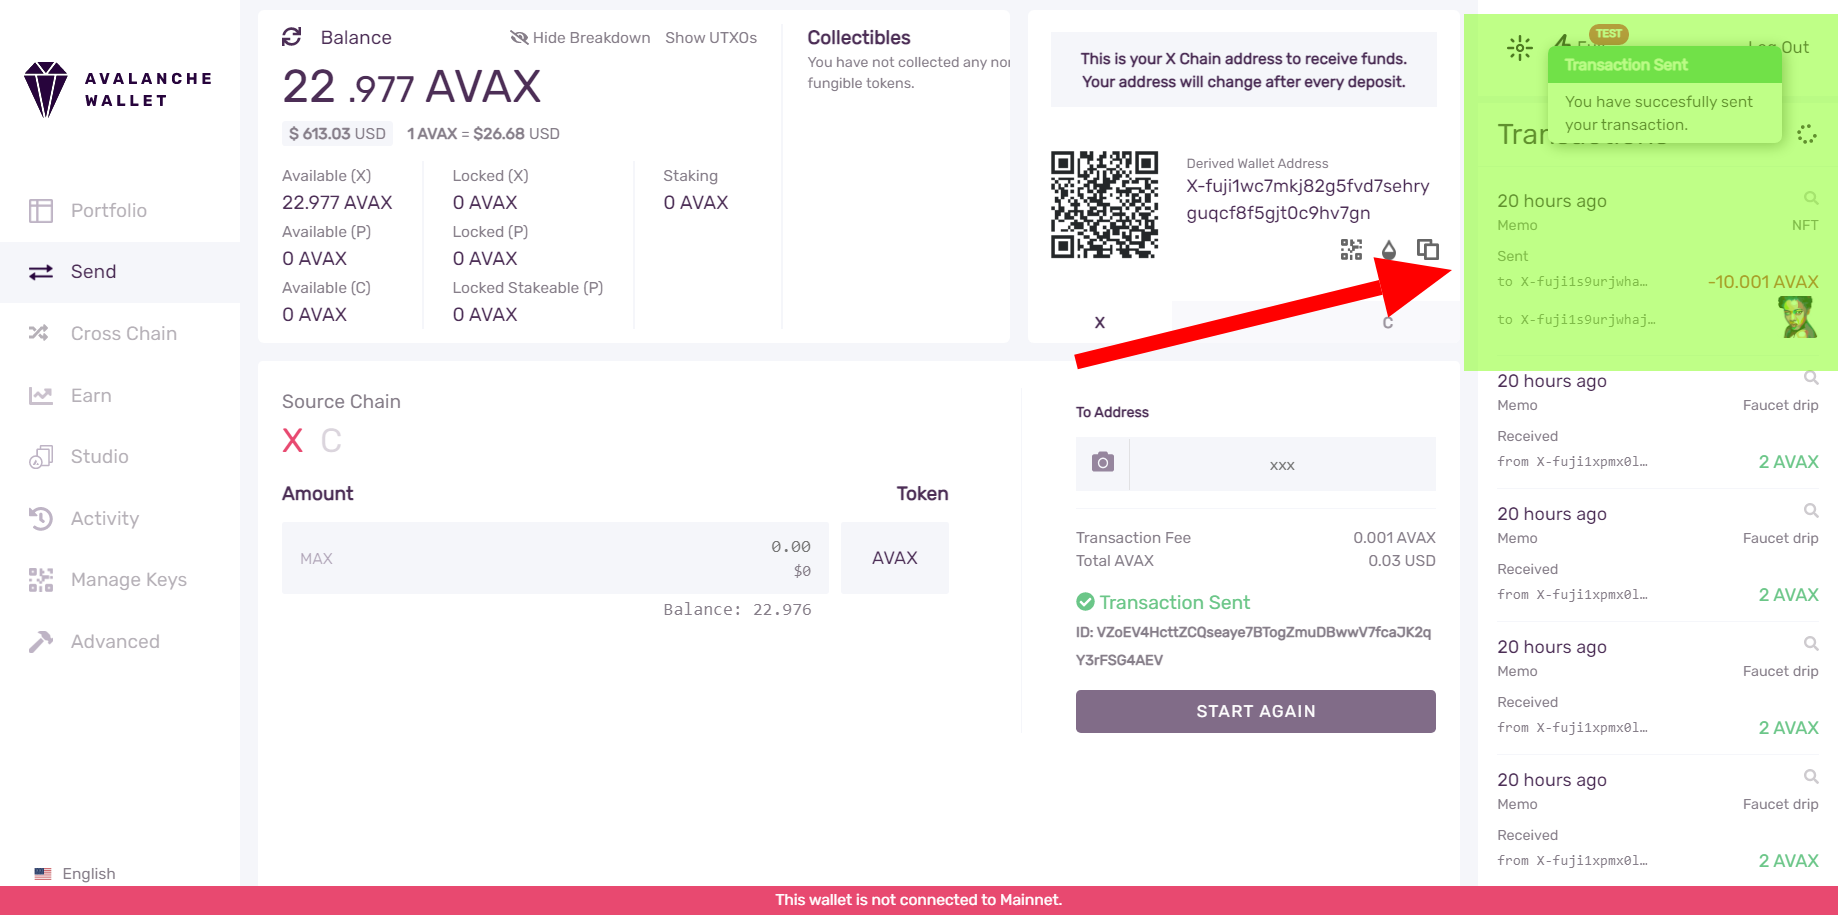 AVALANCHE
WALLET
Portfolio
Send
Cross Chain
Earn
Studio
Activity
Manage Keys
Advanced
English
Balance
Hide Breakdown Show UTXOs
22 .977 AVAX
$ 613.03 USD 1 AVAX = $26.68 USD
Available (X)
22.977 AVAX
Available (P)
0 AVAX
Available (C)
0 AVAX
Locked (X)
0 AVAX
Locked (P)
0 AVAX
Locked Stakeable (P)
0 AVAX
Staking
0 AVAX
Collectibles
You have not collected any non
fungible tokens.
This is your X Chain address to receive funds.
Your address will change after every deposit.
Derived Wallet Address
X-fuji1wc7mkj82g5fvd7sehry
guqcf8f5gjt0c9hv7gn
X C
Source Chain
X C
Amount Token
MAX 0.00
$0
AVAX
Balance: 22.976
To Address
xxx
Transaction Fee 0.001 AVAX
Total AVAX 0.03 USD
Transaction Sent
ID: VZoEV4HcttZCQseaye7BTogZmuDBwwV7fcaJK2q
Y3rFSG4AEV
START AGAIN
TEST
Log Out
Transaction Sent
You have succesfully sent
your transaction.
Transactions
20 hours ago
Memo NFT
Sent
to X-fuji1s9urjwha… -10.001 AVAX
to X-fuji1s9urjwhaj…
20 hours ago
Memo Faucet drip
Received
from X-fuji1xpmx0l… 2 AVAX
20 hours ago
Memo Faucet drip
Received
from X-fuji1xpmx0l… 2 AVAX
20 hours ago
Memo Faucet drip
Received
from X-fuji1xpmx0l… 2 AVAX
20 hours ago
Memo Faucet drip
Received
from X-fuji1xpmx0l… 2 AVAX
This wallet is not connected to Mainnet.